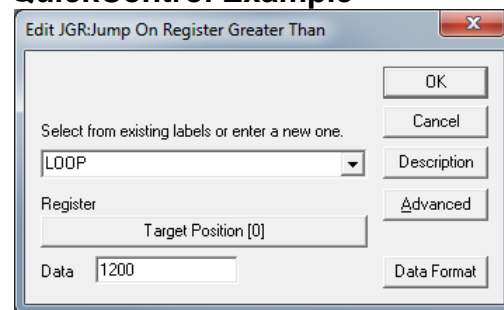 QuickControl Example
Edit JGR:Jump On Register Greater Than
OK
Select from existing labels or enter a new one.
Cancel
LOOP
Description
Register
Advanced
Target Position [0]
Data
1200
Data Format